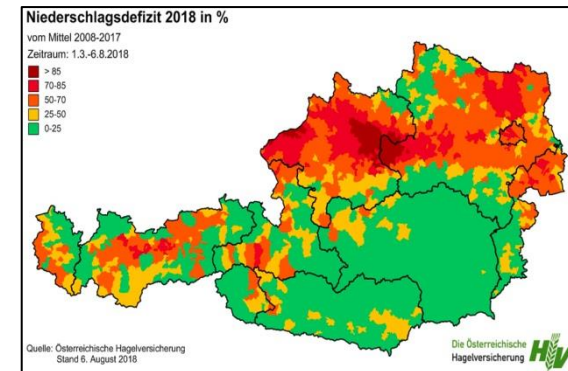 Niederschlagsdefizit 2018 in %
vom Mittel 2008-2017
Zeitraum: 1.3.-6.8.2018
> 85
70-85
50-70
25-50
0-25
Quelle: Österreichische Hagelversicherung
Stand 6. August 2018
Die Österreichische
Hagelversicherung
HV